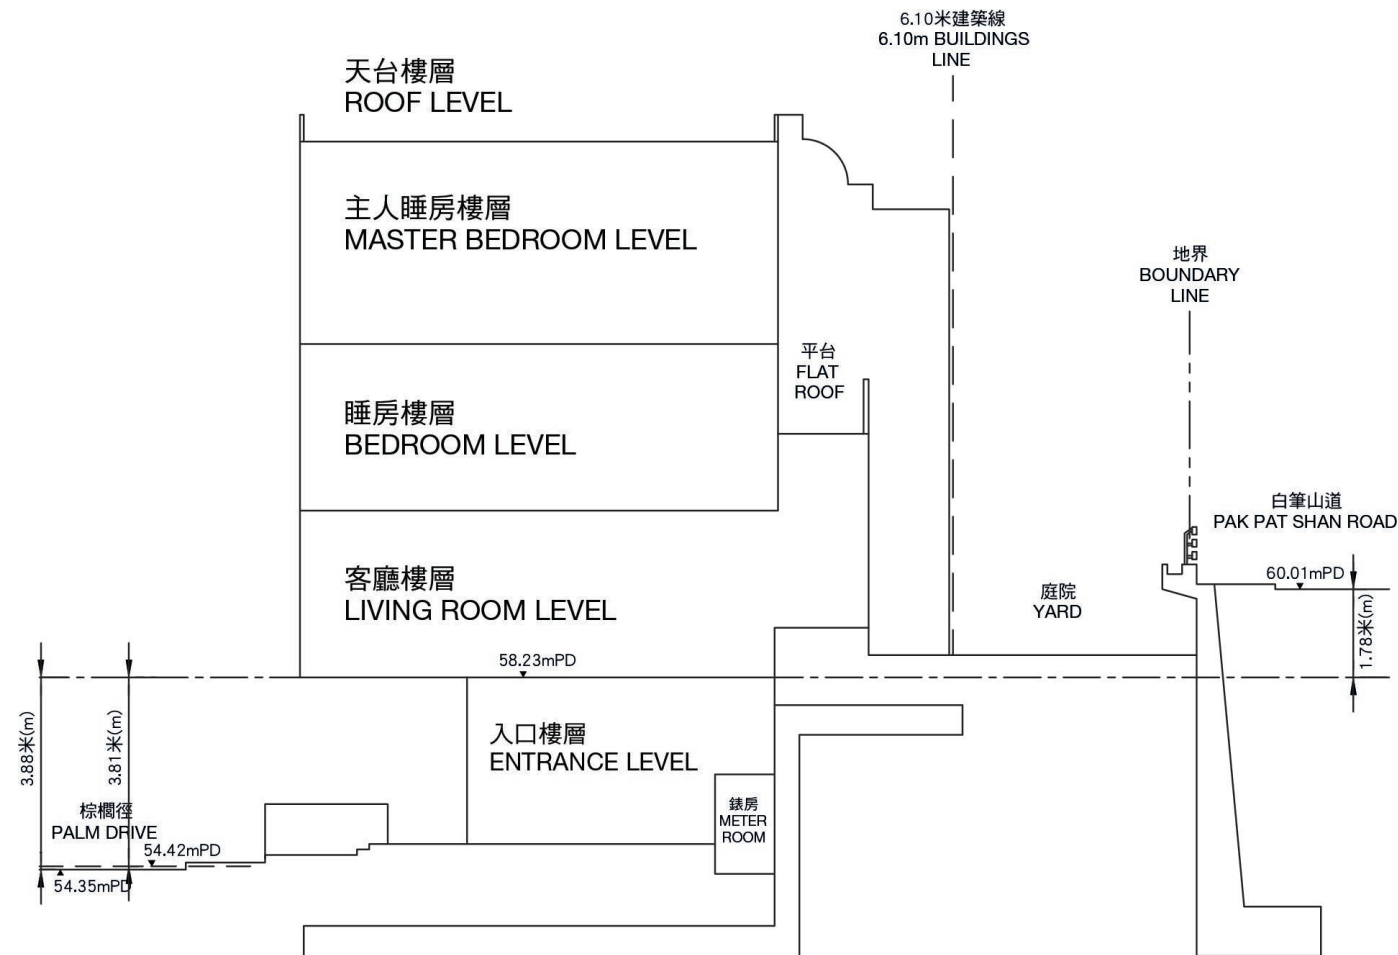 6.10米建築線
6.10m BUILDINGS
LINE
天台樓層
ROOF LEVEL
主人睡房樓層
MASTER BEDROOM LEVEL
地界
BOUNDARY
LINE
平台
FLAT
ROOF
睡房樓層
BEDROOM LEVEL
白筆山道
PAK PAT SHAN ROAD
60.01mPD
1.78米(m)
客廳樓層
LIVING ROOM LEVEL
庭院
YARD
58.23mPD
3.88米(m)
3.81米(m)
入口樓層
ENTRANCE LEVEL
錶房
METER
ROOM
棕櫚徑
PALM DRIVE
54.42mPD
54.35mPD